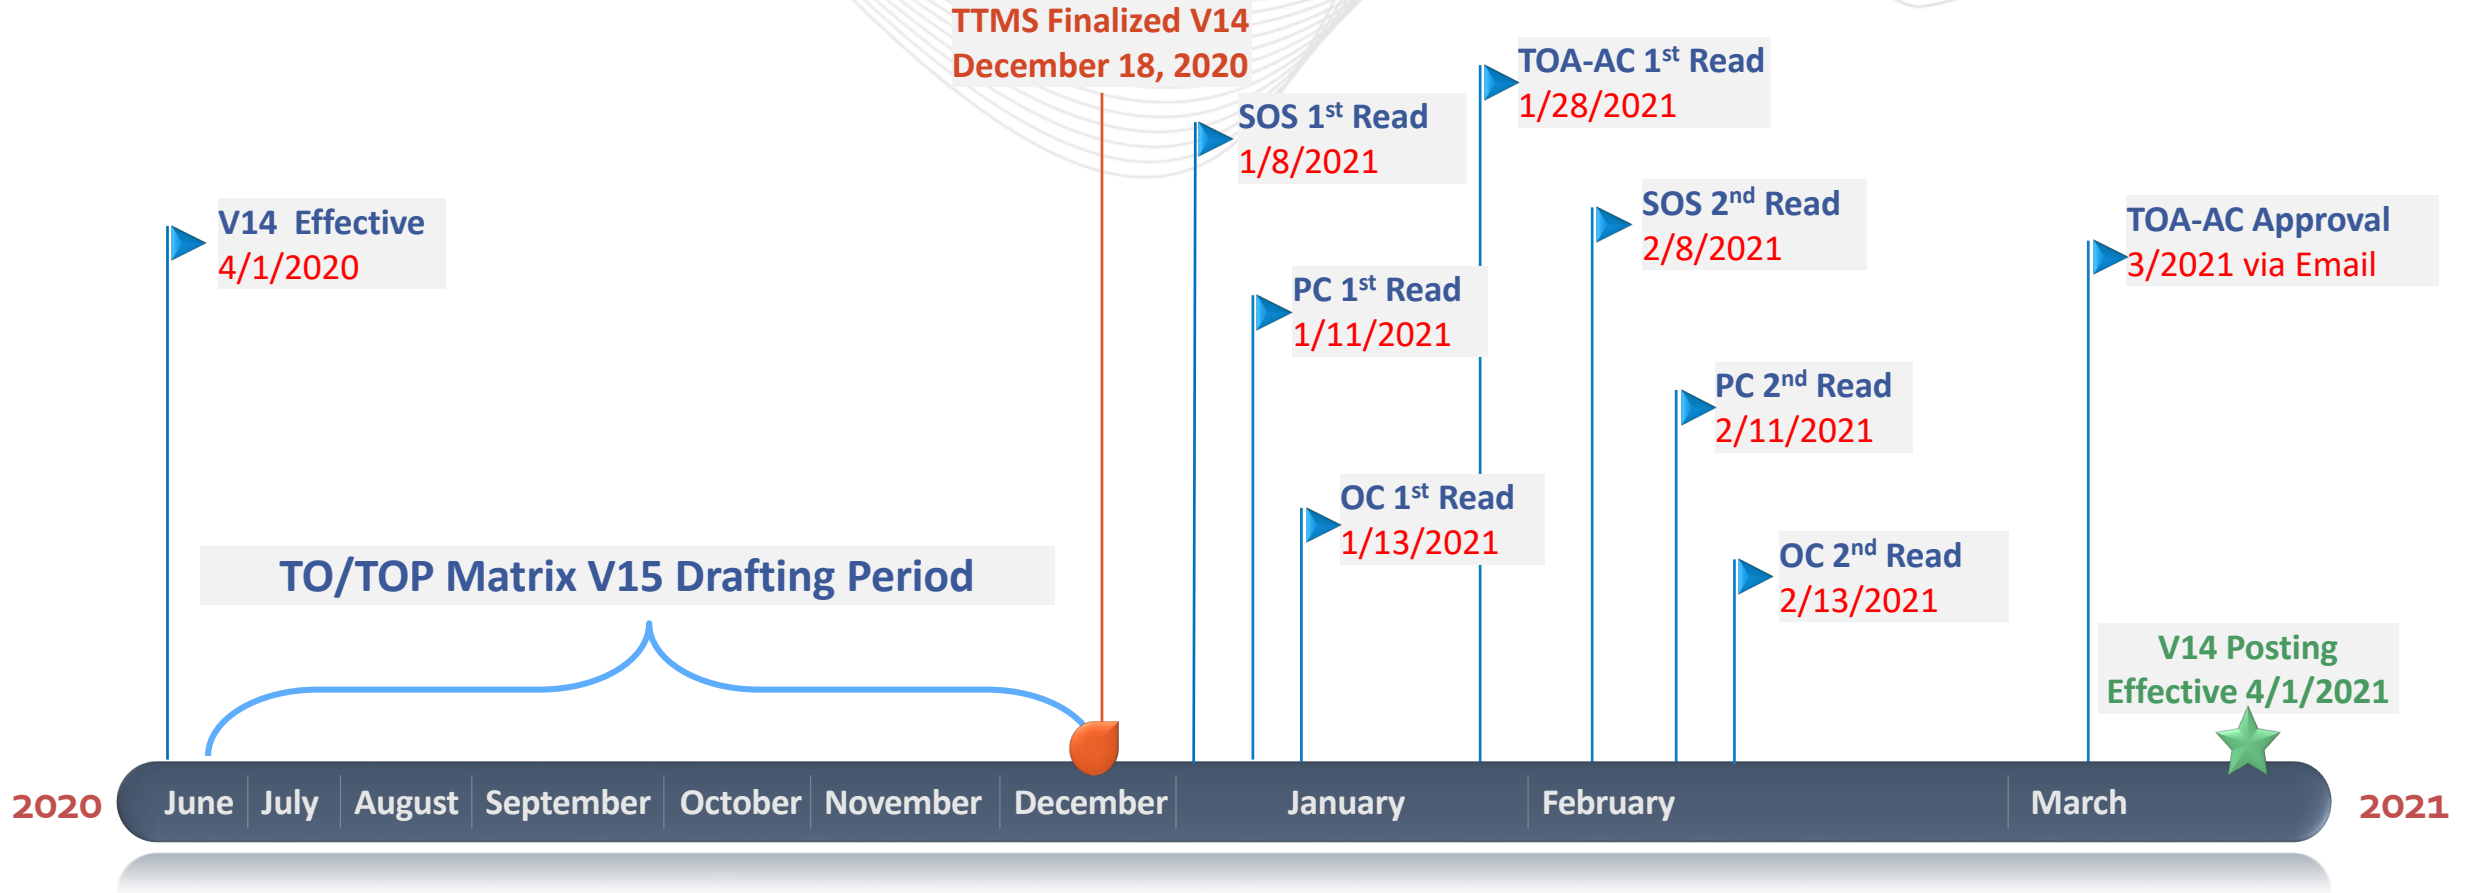 TTMS Finalized V14
December 18, 2020
TOA-AC 1st Read
1/28/2021
SOS 1st Read
1/8/2021
SOS 2nd Read
2/8/2021
V14  Effective
4/1/2020
TOA-AC Approval
3/2021 via Email
PC 1st Read
1/11/2021
PC 2nd Read
2/11/2021
OC 1st Read
1/13/2021
OC 2nd Read
2/13/2021
TO/TOP Matrix V15 Drafting Period
V14 Posting
Effective 4/1/2021
2020 June July August September October November December January February March 2021